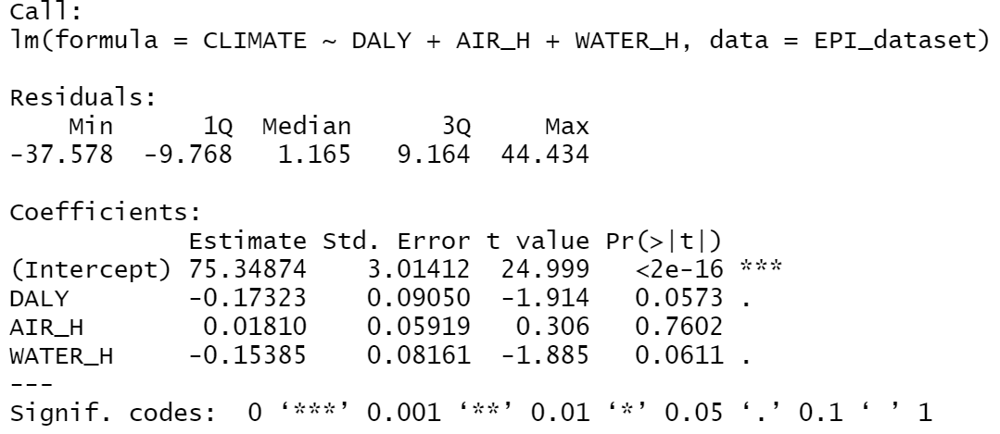 Call:
lm(formula = CLIMATE ~ DALY + AIR_H + WATER_H, data = EPI_dataset)
Residuals:
Min 1Q Median 3Q Max
-37.578 -9.768 1.165 9.164 44.434
Coefficients:
Estimate Std. Error t value Pr(>|t|)
(Intercept) 75.34874 3.01412 24.999 <2e-16 ***
DALY -0.17323 0.09050 -1.914 0.0573 .
AIR_H 0.01810 0.05919 0.306 0.7602
WATER_H -0.15385 0.08161 -1.885 0.0611 .
---
Signif. codes: 0 ‘***’ 0.001 ‘**’ 0.01 ‘*’ 0.05 ‘.’ 0.1 ‘ ’ 1